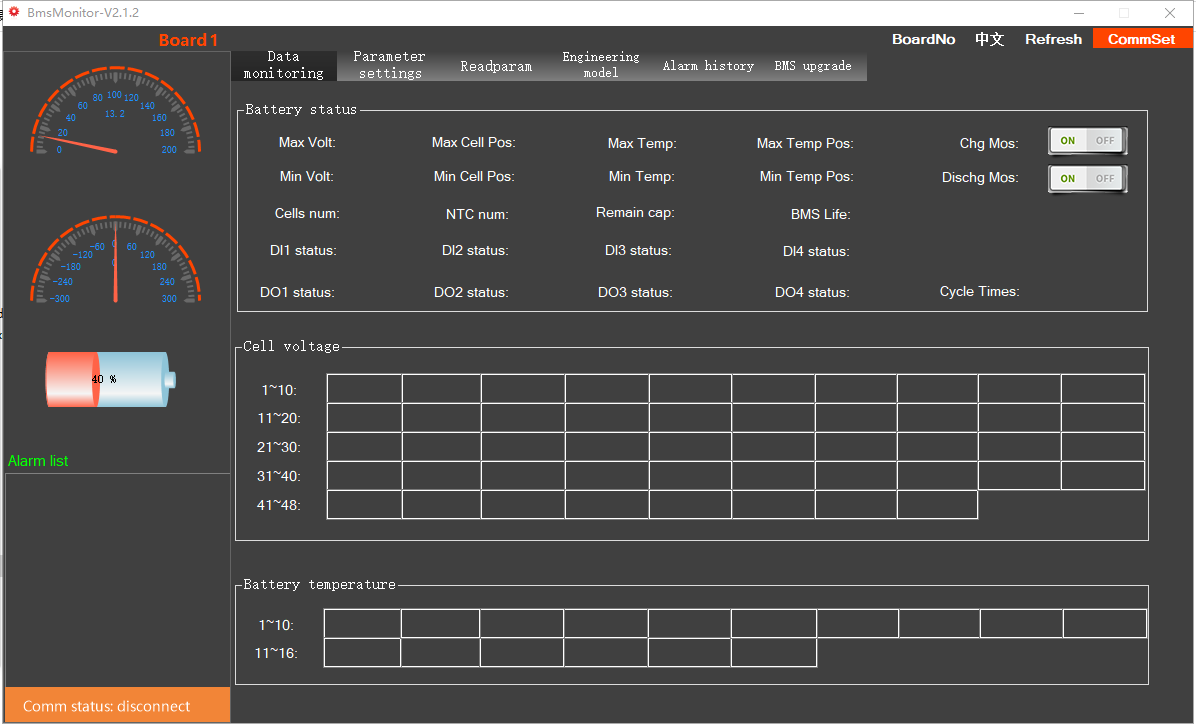 BmsMonitor-V2.1.2
Board 1
BoardNo 中文 Refresh CommSet
Data monitoring
Parameter settings
Readparam
Engineering model
Alarm history
BMS upgrade
0 20 40 60 80 100 120 140 160 180 200
13.2
-300 -240 -180 -120 -60 0 60 120 180 240 300
0
40 %
Alarm list
Comm status: disconnect
Battery status
Max Volt: Max Cell Pos: Max Temp: Max Temp Pos: Chg Mos: ON OFF
Min Volt: Min Cell Pos: Min Temp: Min Temp Pos: Dischg Mos: ON OFF
Cells num: NTC num: Remain cap: BMS Life:
DI1 status: DI2 status: DI3 status: DI4 status:
DO1 status: DO2 status: DO3 status: DO4 status: Cycle Times:
Cell voltage
1~10:
11~20:
21~30:
31~40:
41~48:
Battery temperature
1~10:
11~16: